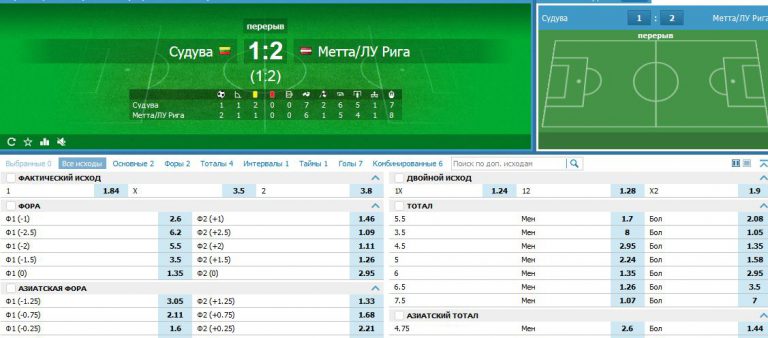 перерыв
Судува 1:2 Метта/ЛУ Рига
(1:2)
Судува 1 1 2 0 0 7 2 6 5 1 7
Метта/ЛУ Рига 2 1 1 0 0 6 1 5 4 1 8
Судува 1 : 2 Метта/ЛУ Рига
перерыв
Выбранные 0 Все исходы Основные 2 Форы 2 Тоталы 4 Интервалы 1 Таймы 1 Голы 7 Комбинированные 6 Поиск по доп. исходам
ФАКТИЧЕСКИЙ ИСХОД
1 1.84 X 3.5 2 3.8
ФОРА
Ф1 (-1) 2.6 Ф2 (+1) 1.46
Ф1 (-2.5) 6.2 Ф2 (+2.5) 1.09
Ф1 (-2) 5.5 Ф2 (+2) 1.11
Ф1 (-1.5) 3.5 Ф2 (+1.5) 1.26
Ф1 (0) 1.35 Ф2 (0) 2.95
АЗИАТСКАЯ ФОРА
Ф1 (-1.25) 3.05 Ф2 (+1.25) 1.33
Ф1 (-0.75) 2.11 Ф2 (+0.75) 1.68
Ф1 (-0.25) 1.6 Ф2 (+0.25) 2.21
ДВОЙНОЙ ИСХОД
1X 1.24 12 1.28 X2 1.9
ТОТАЛ
5.5 Мен 1.7 Бол 2.08
3.5 Мен 8 Бол 1.05
4.5 Мен 2.95 Бол 1.35
5 Мен 2.24 Бол 1.58
6 Мен 1.35 Бол 2.95
6.5 Мен 1.26 Бол 3.5
7.5 Мен 1.07 Бол 7
АЗИАТСКИЙ ТОТАЛ
4.75 Мен 2.6 Бол 1.44